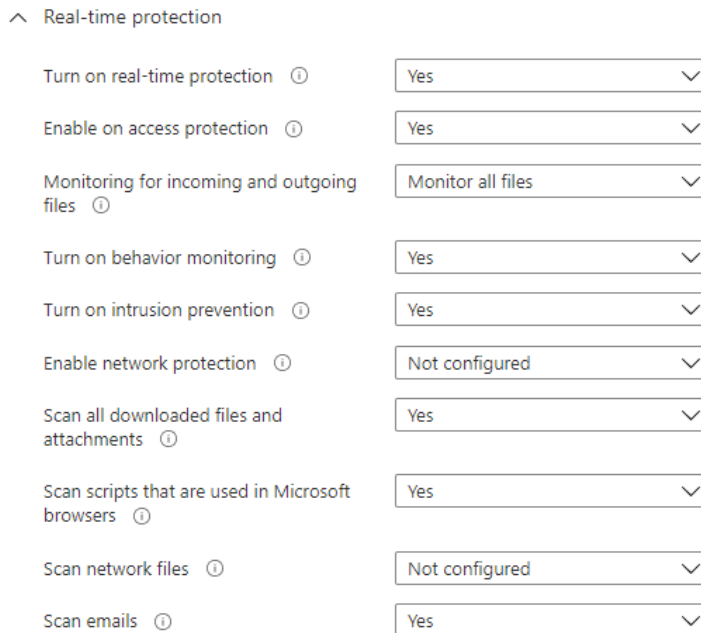 Real-time protection
Turn on real-time protection Yes
Enable on access protection Yes
Monitoring for incoming and outgoing Monitor all files
files
Turn on behavior monitoring Yes
Turn on intrusion prevention Yes
Enable network protection Not configured
Scan all downloaded files and Yes
attachments
Scan scripts that are used in Microsoft Yes
browsers
Scan network files Not configured
Scan emails Yes